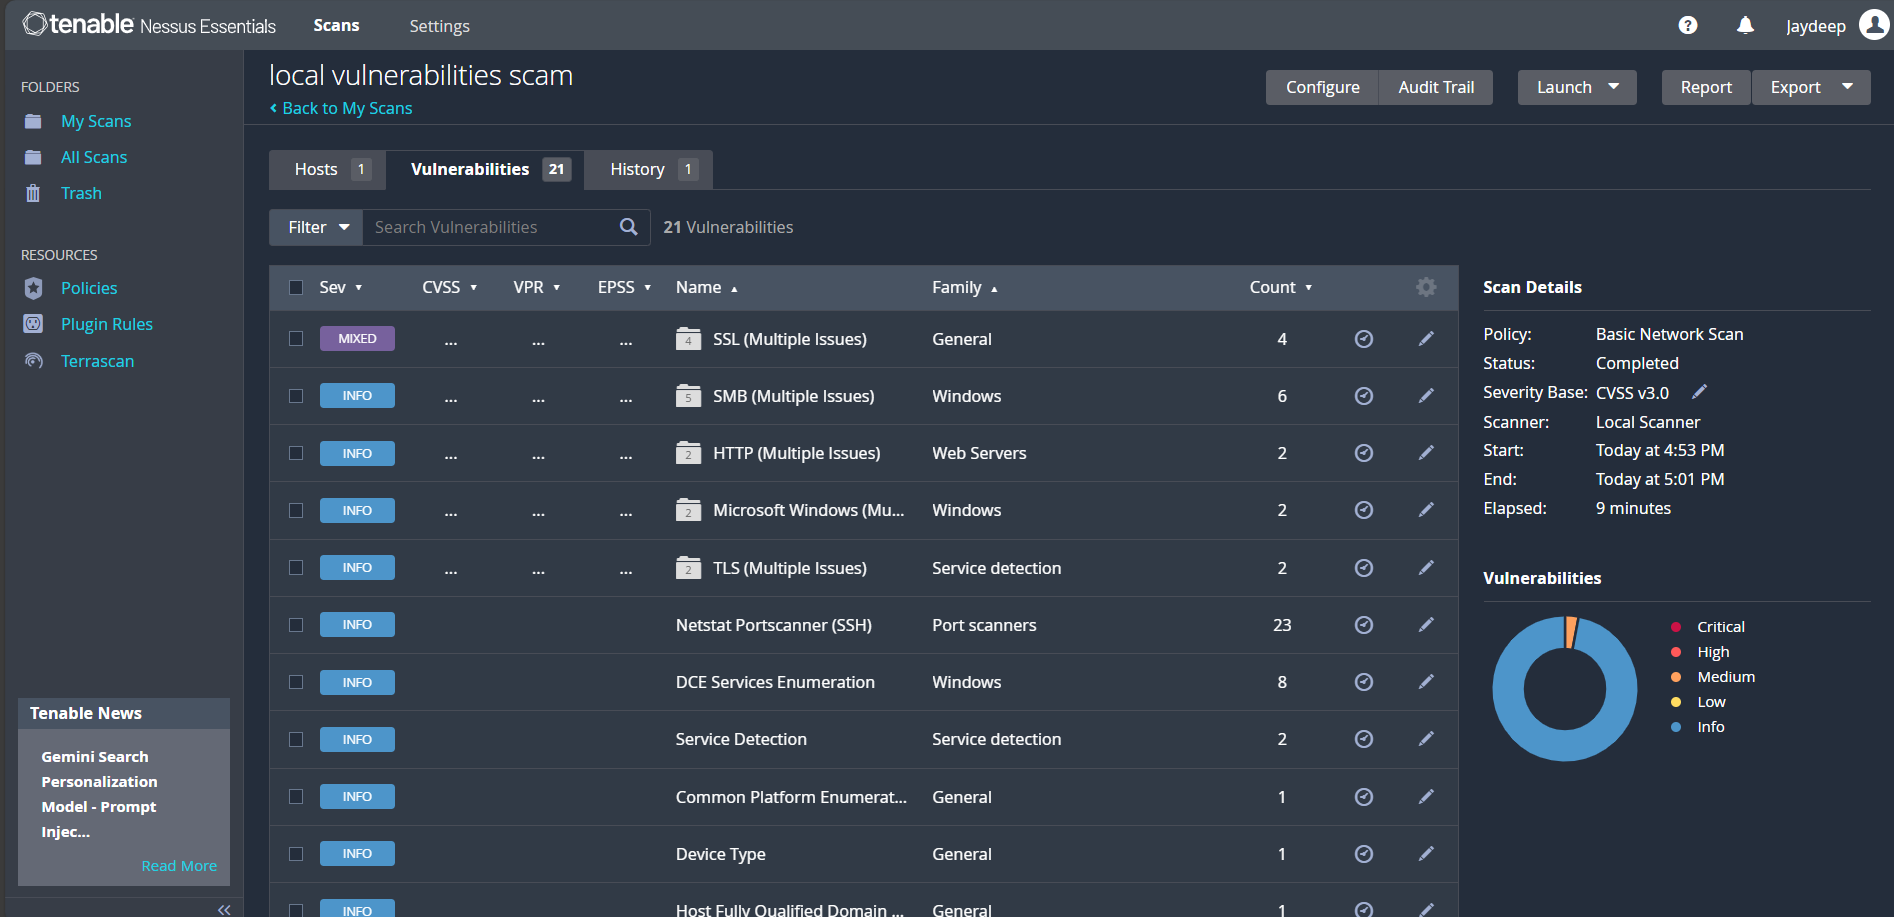 tenable Nessus Essentials Scans Settings ? Jaydeep
FOLDERS
My Scans
All Scans
Trash
RESOURCES
Policies
Plugin Rules
Terrascan
Tenable News
Gemini Search
Personalization
Model - Prompt
Injec...
Read More
local vulnerabilities scam
Back to My Scans
Configure Audit Trail Launch Report Export
Hosts 1 Vulnerabilities 21 History 1
Filter Search Vulnerabilities 21 Vulnerabilities
Sev CVSS VPR EPSS Name Family Count
MIXED ... ... ... 4 SSL (Multiple Issues) General 4
INFO ... ... ... 5 SMB (Multiple Issues) Windows 6
INFO ... ... ... 2 HTTP (Multiple Issues) Web Servers 2
INFO ... ... ... 2 Microsoft Windows (Mu... Windows 2
INFO ... ... ... 2 TLS (Multiple Issues) Service detection 2
INFO Netstat Portscanner (SSH) Port scanners 23
INFO DCE Services Enumeration Windows 8
INFO Service Detection Service detection 2
INFO Common Platform Enumerat... General 1
INFO Device Type General 1
INFO Host Fully Qualified Domain ... General 1
Scan Details
Policy: Basic Network Scan
Status: Completed
Severity Base: CVSS v3.0
Scanner: Local Scanner
Start: Today at 4:53 PM
End: Today at 5:01 PM
Elapsed: 9 minutes
Vulnerabilities
Critical
High
Medium
Low
Info